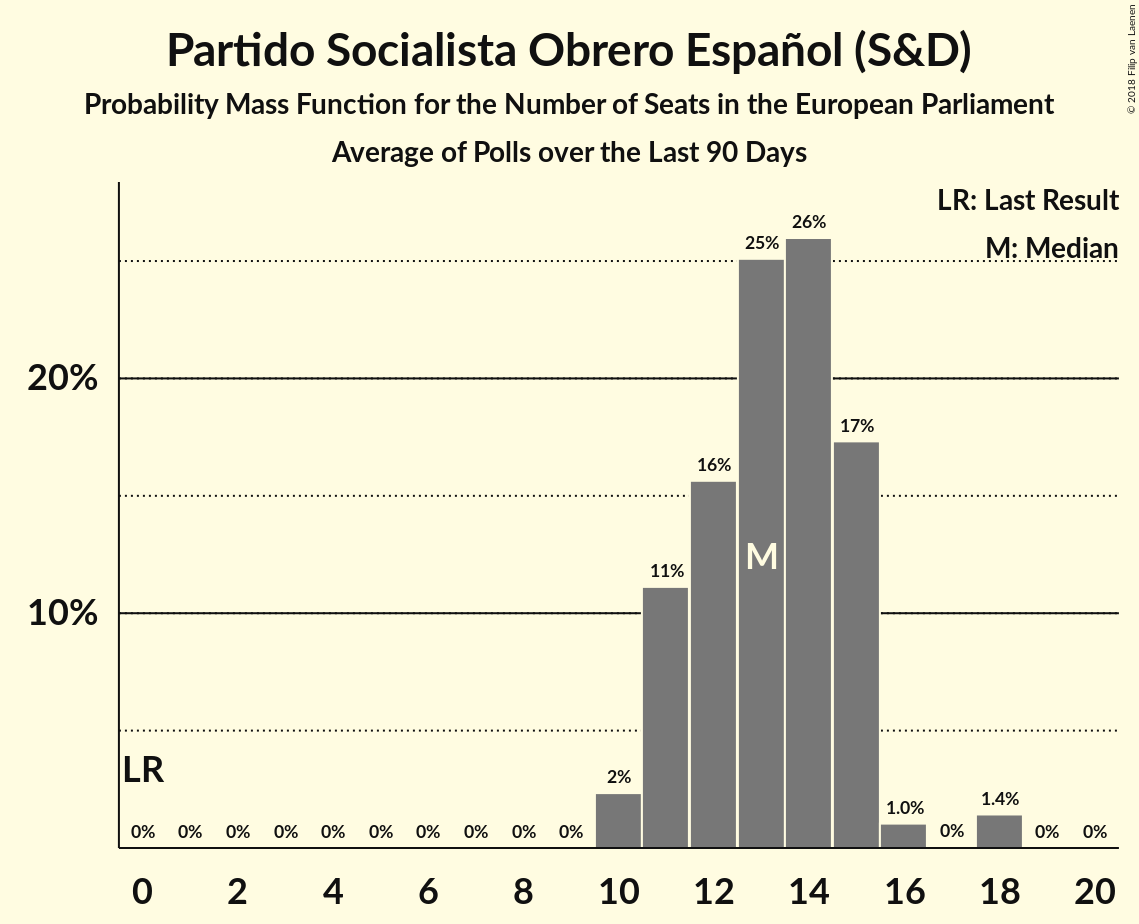 Partido Socialista Obrero Español (S&D)
Probability Mass Function for the Number of Seats in the European Parliament
Average of Polls over the Last 90 Days
© 2018 Filip van Laenen
LR: Last Result
M: Median
26%
25%
20%
17%
16%
11%
M
10%
LR
2%
1.0%
1.4%
0% 0% 0% 0% 0% 0% 0% 0% 0% 0% 0% 0% 0%
0 2 4 6 8 10 12 14 16 18 20